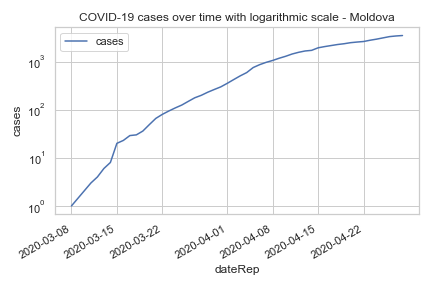 COVID-19 cases over time with logarithmic scale - Moldova
cases
10³
10²
10¹
10⁰
cases
2020-03-08
2020-03-15
2020-03-22
2020-04-01
2020-04-08
2020-04-15
2020-04-22
dateRep